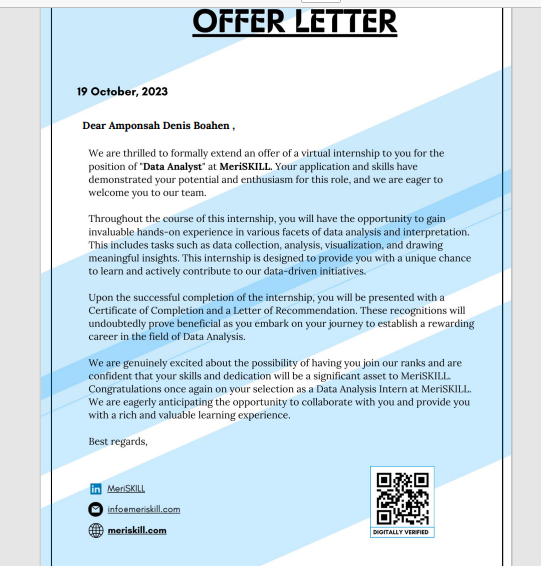 OFFER LETTER
19 October, 2023
Dear Amponsah Denis Boahen ,
We are thrilled to formally extend an offer of a virtual internship to you for the
position of "Data Analyst" at MeriSKILL. Your application and skills have
demonstrated your potential and enthusiasm for this role, and we are eager to
welcome you to our team.
Throughout the course of this internship, you will have the opportunity to gain
invaluable hands-on experience in various facets of data analysis and interpretation.
This includes tasks such as data collection, analysis, visualization, and drawing
meaningful insights. This internship is designed to provide you with a unique chance
to learn and actively contribute to our data-driven initiatives.
Upon the successful completion of the internship, you will be presented with a
Certificate of Completion and a Letter of Recommendation. These recognitions will
undoubtedly prove beneficial as you embark on your journey to establish a rewarding
career in the field of Data Analysis.
We are genuinely excited about the possibility of having you join our ranks and are
confident that your skills and dedication will be a significant asset to MeriSKILL.
Congratulations once again on your selection as a Data Analysis Intern at MeriSKILL.
We are eagerly anticipating the opportunity to collaborate with you and provide you
with a rich and valuable learning experience.
Best regards,
in MeriSKILL
info@meriskill.com
meriskill.com
DIGITALLY VERIFIED